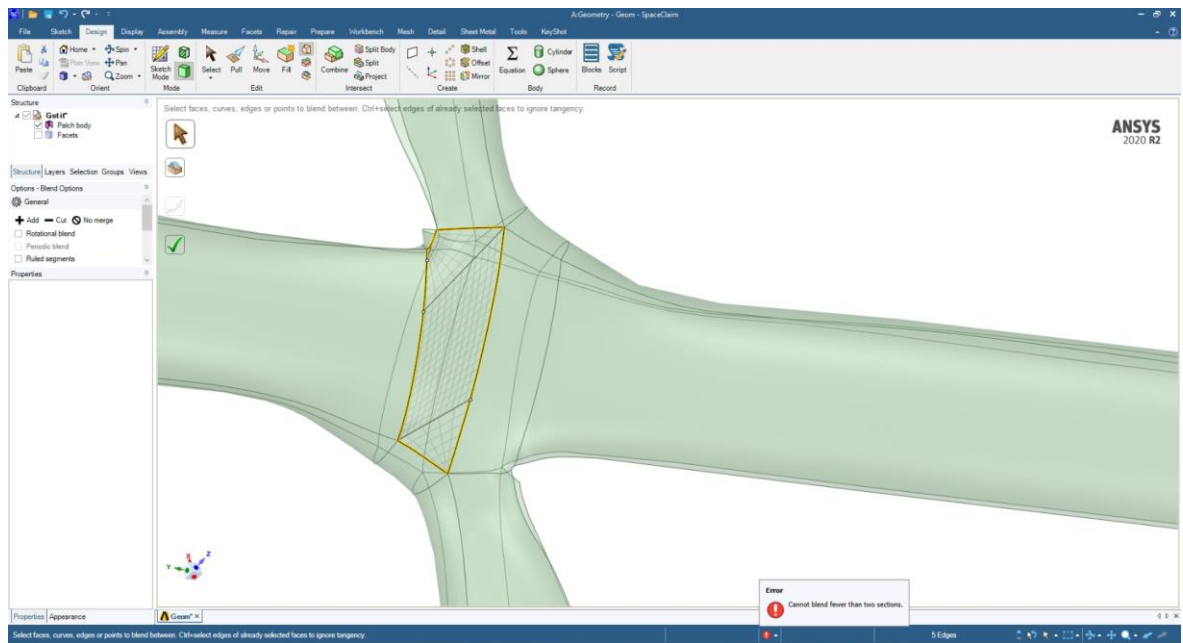 A:Geometry - Geom - SpaceClaim
File Sketch Design Display Assembly Measure Facets Repair Prepare Workbench Mesh Detail Sheet Metal Tools KeyShot
Home Spin Split Body Shell Cylinder
Plan View Pan Split Offset Sphere
Paste Zoom Sketch Mode Select Pull Move Fill Combine Project Mirror Equation Blocks Script
Clipboard Orient Mode Edit Intersect Create Body Record
Structure
Got it*
Patch body
Facets
Structure Layers Selection Groups Views
Options - Blend Options
General
Add Cut No merge
Rotational blend
Periodic blend
Ruled segments
Properties
Select faces, curves, edges or points to blend between. Ctrl+select edges of already selected faces to ignore tangency.
ANSYS
2020 R2
X
Y
Z
Error
Cannot blend fewer than two sections.
Properties Appearance
Geom*
Select faces, curves, edges or points to blend between. Ctrl+select edges of already selected faces to ignore tangency.
5 Edges